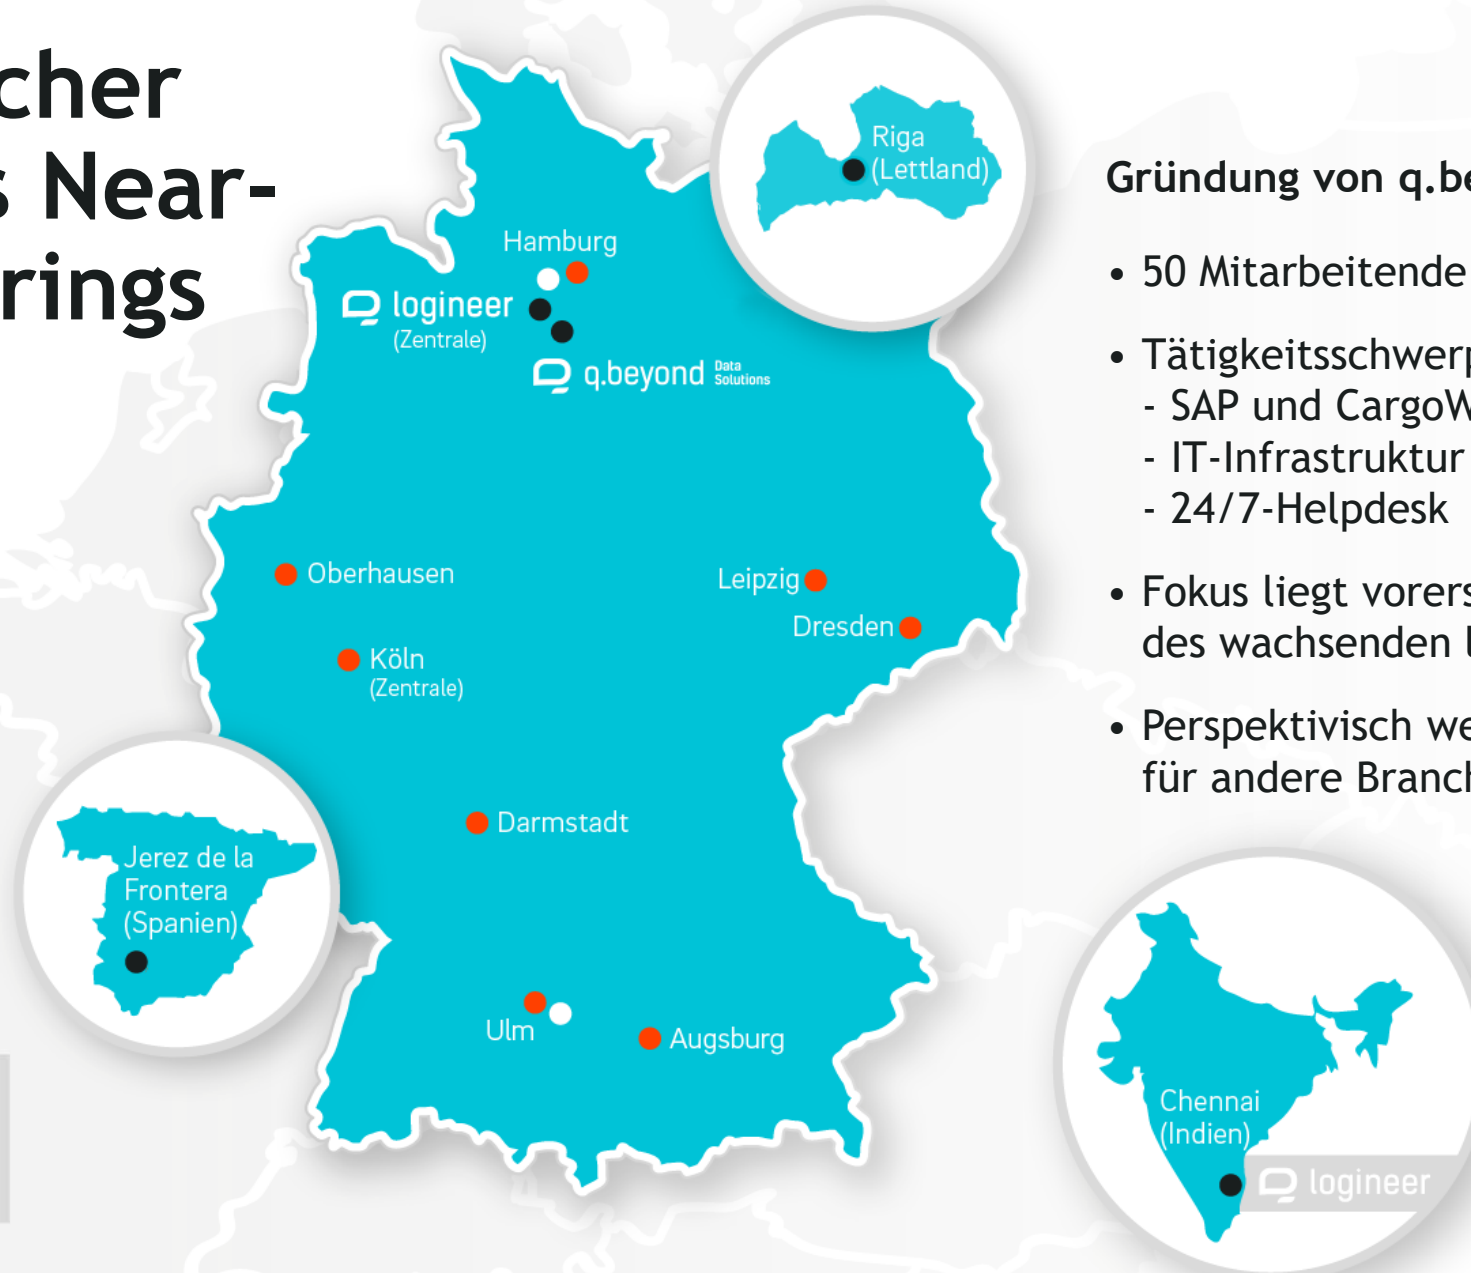 cher
s Near-
rings
Hamburg
logineer
(Zentrale)
q.beyond Data
Solutions
Oberhausen
Leipzig
Dresden
Köln
(Zentrale)
Darmstadt
Ulm
Augsburg
Riga
(Lettland)
Jerez de la
Frontera
(Spanien)
Gründung von q.be
• 50 Mitarbeitende
• Tätigkeitsschwerp
- SAP und CargoW
- IT-Infrastruktur
- 24/7-Helpdesk
• Fokus liegt vorers
des wachsenden l
• Perspektivisch we
für andere Branch
Chennai
(Indien)
logineer